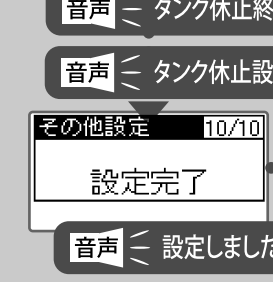 音声 タンク休止終
音声 タンク休止設
その他設定 10/10
設定完了
音声 設定しました